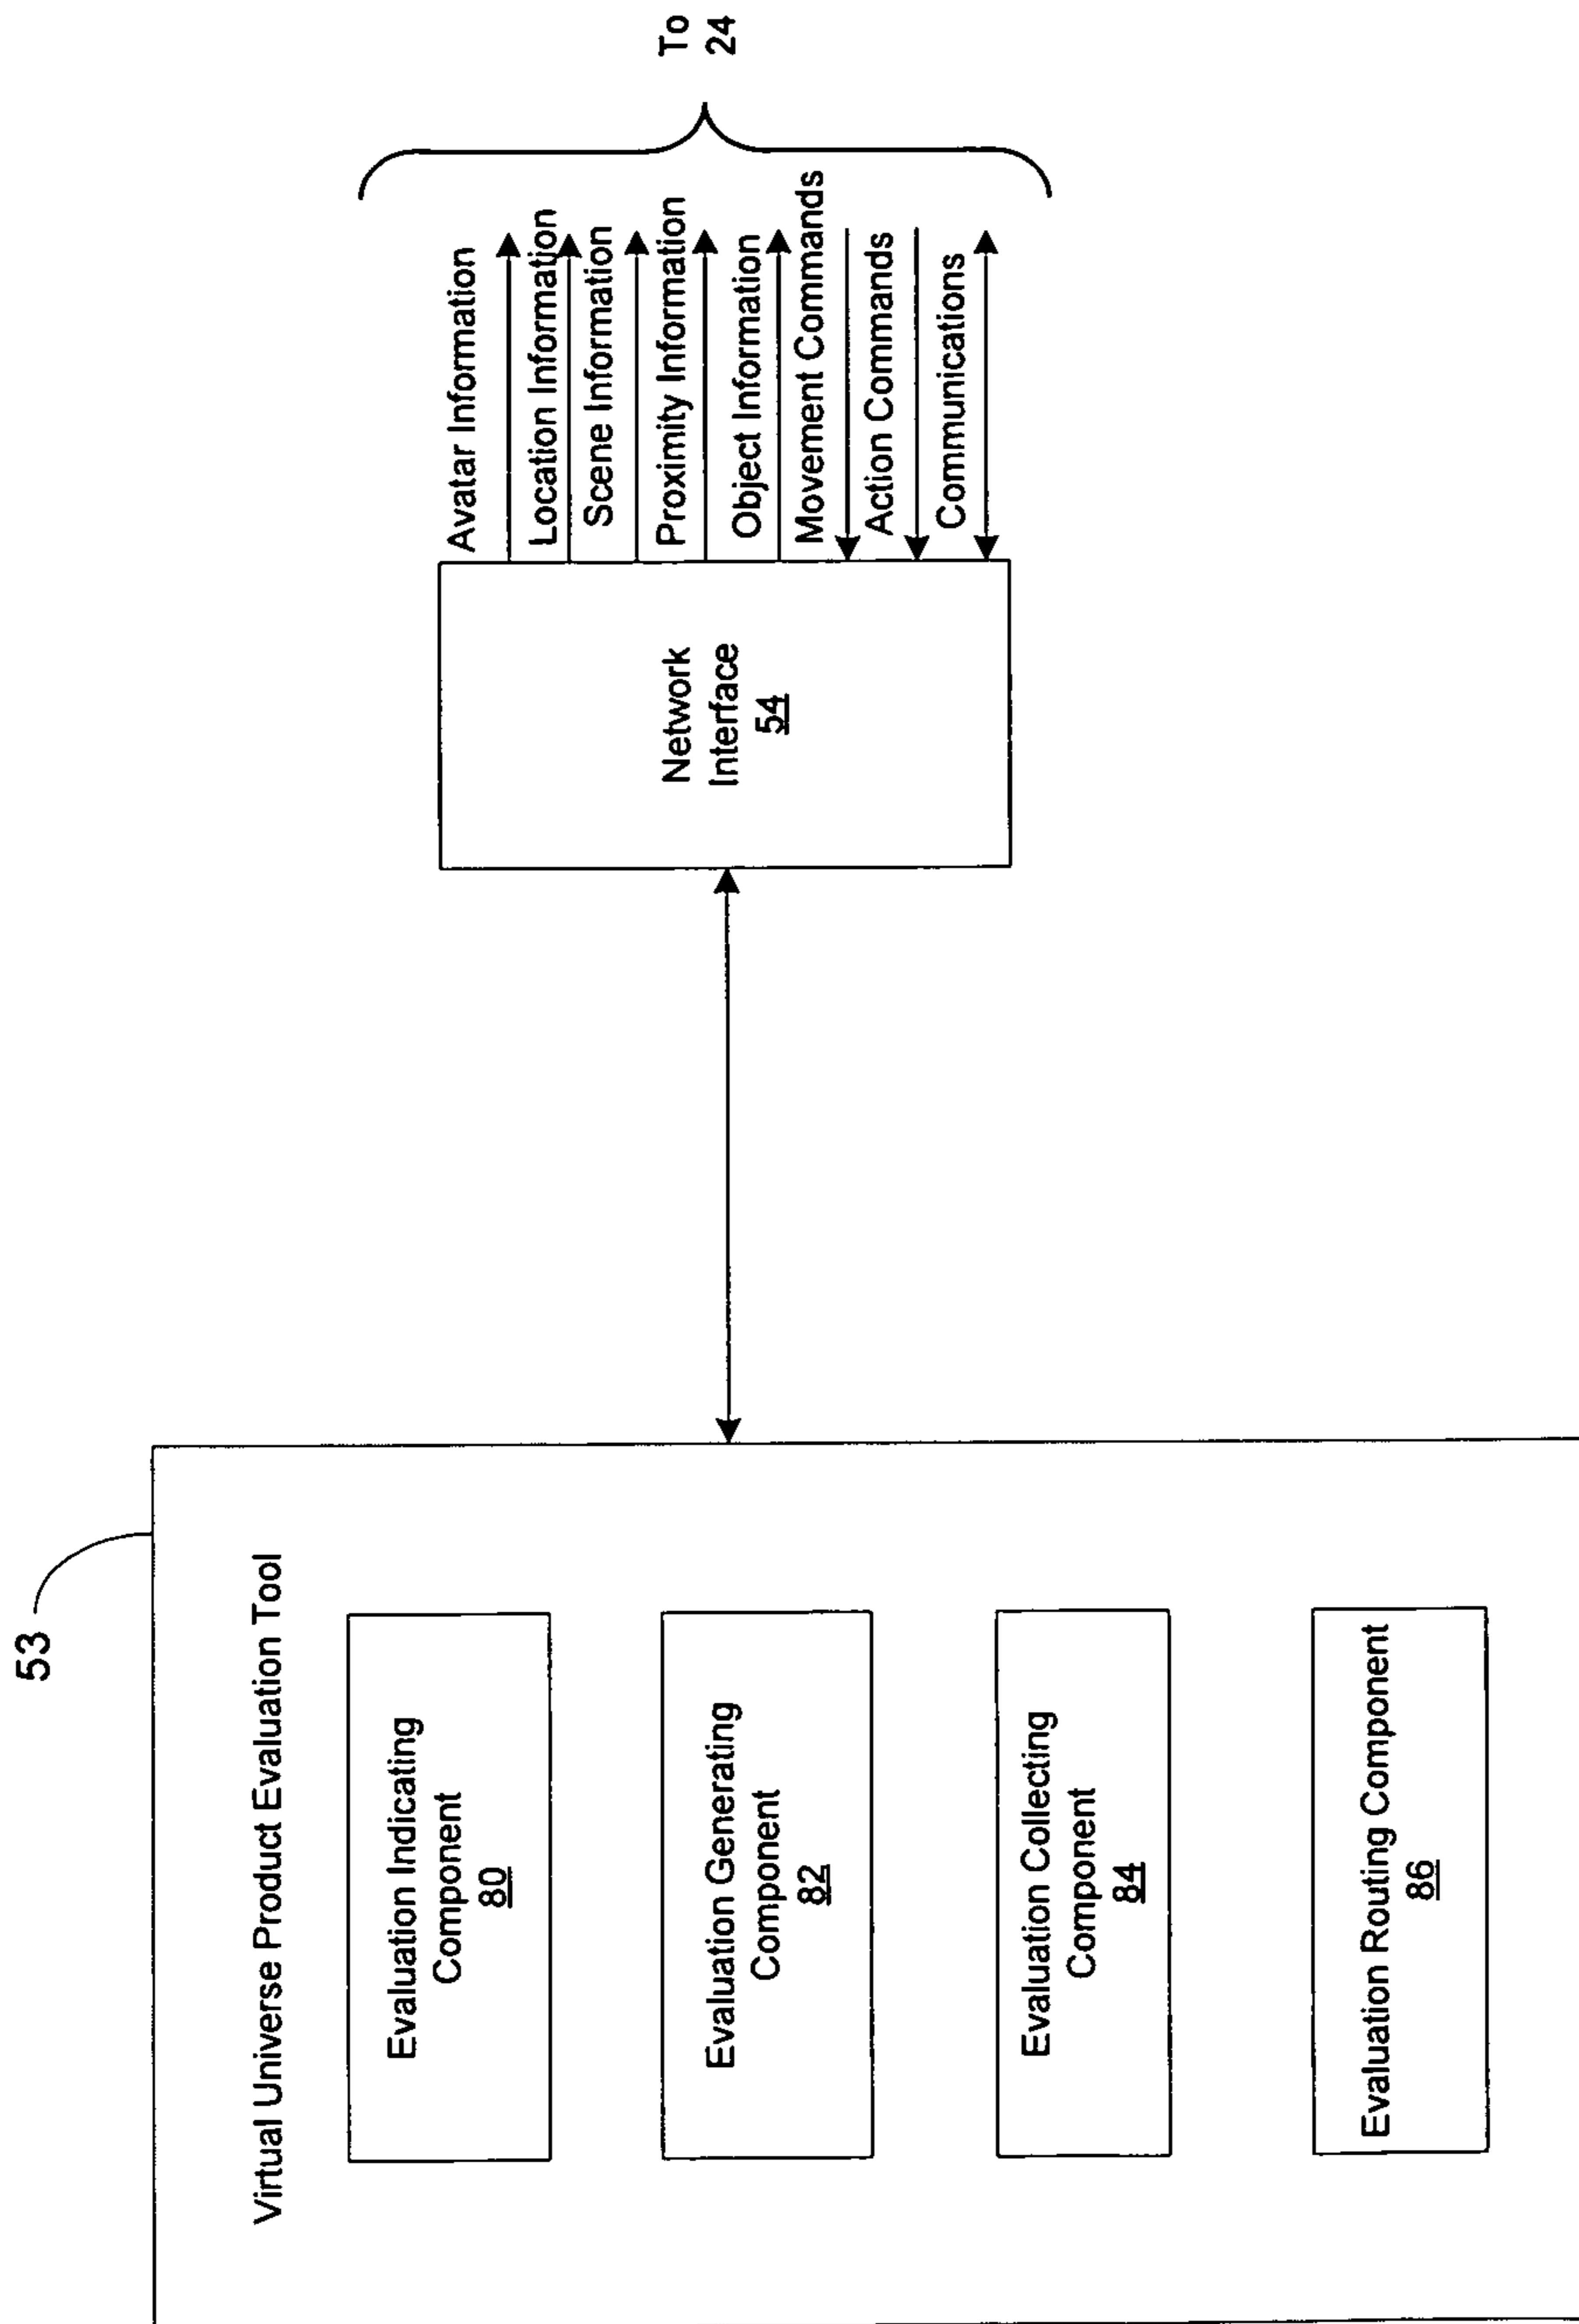 53
Virtual Universe Product Evaluation Tool
Evaluation Indicating
Component
80
Evaluation Generating
Component
82
Evaluation Collecting
Component
84
Evaluation Routing Component
86
Network
Interface
54
Avatar Information
Location Information
Scene Information
Proximity Information
Object Information
Movement Commands
Action Commands
Communications
To
24